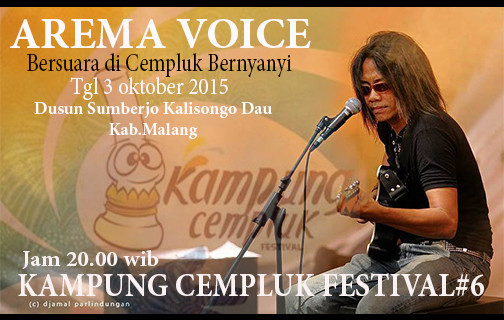 AREMA VOICE
Bersuara di Cempluk Bernyanyi
Tgl 3 oktober 2015
Dusun Sumberjo Kalisongo Dau
Kab.Malang
Kampung
cempluk
FESTIVAL
Jam 20.00 wib
KAMPUNG CEMPLUK FESTIVAL#6
(c) djamal parlindungan